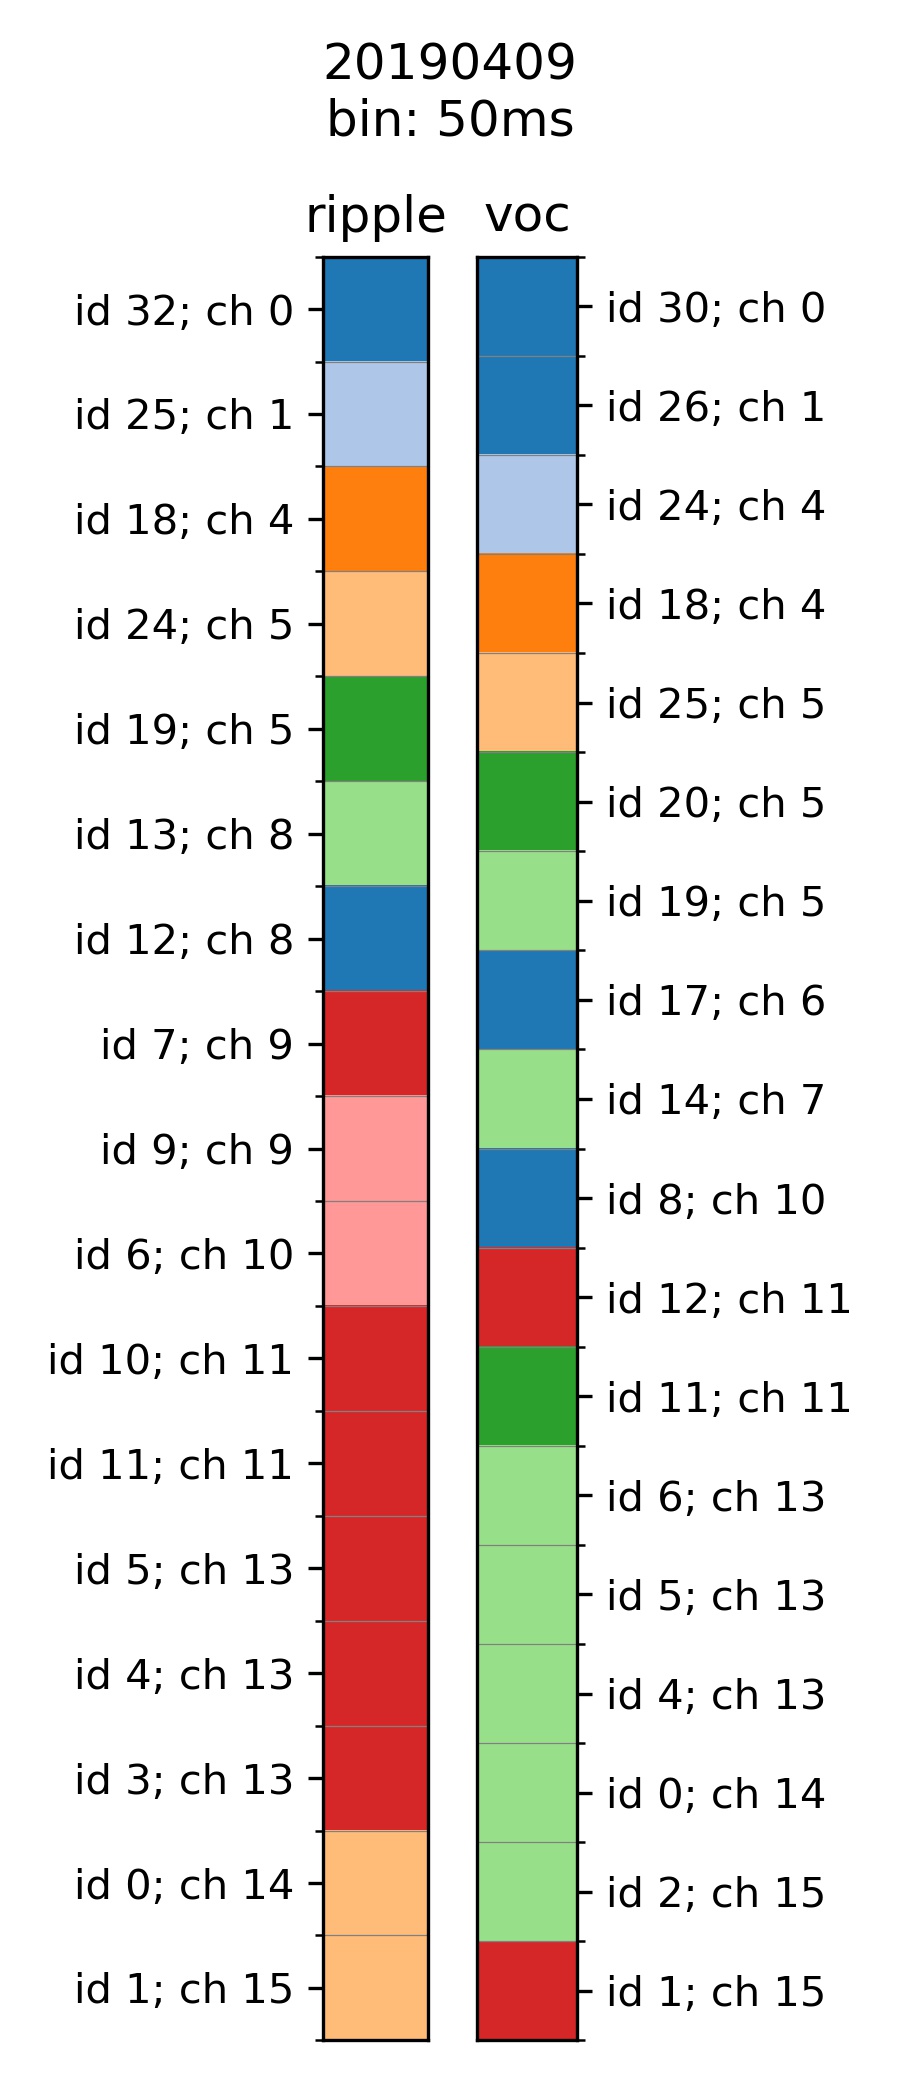 20190409
bin: 50ms
ripple voc
id 32; ch 0
id 25; ch 1
id 18; ch 4
id 24; ch 5
id 19; ch 5
id 13; ch 8
id 12; ch 8
id 7; ch 9
id 9; ch 9
id 6; ch 10
id 10; ch 11
id 11; ch 11
id 5; ch 13
id 4; ch 13
id 3; ch 13
id 0; ch 14
id 1; ch 15
id 30; ch 0
id 26; ch 1
id 24; ch 4
id 18; ch 4
id 25; ch 5
id 20; ch 5
id 19; ch 5
id 17; ch 6
id 14; ch 7
id 8; ch 10
id 12; ch 11
id 11; ch 11
id 6; ch 13
id 5; ch 13
id 4; ch 13
id 0; ch 14
id 2; ch 15
id 1; ch 15